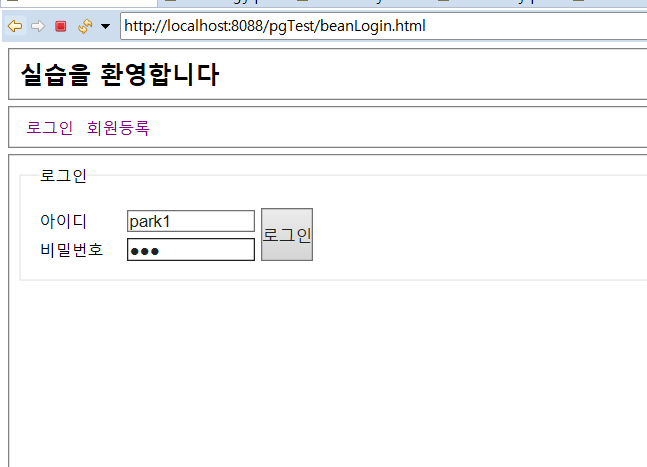 http://localhost:8088/pgTest/beanLogin.html
실습을 환영합니다
로그인 회원등록
로그인
아이디 park1
로그인
비밀번호 ●●●